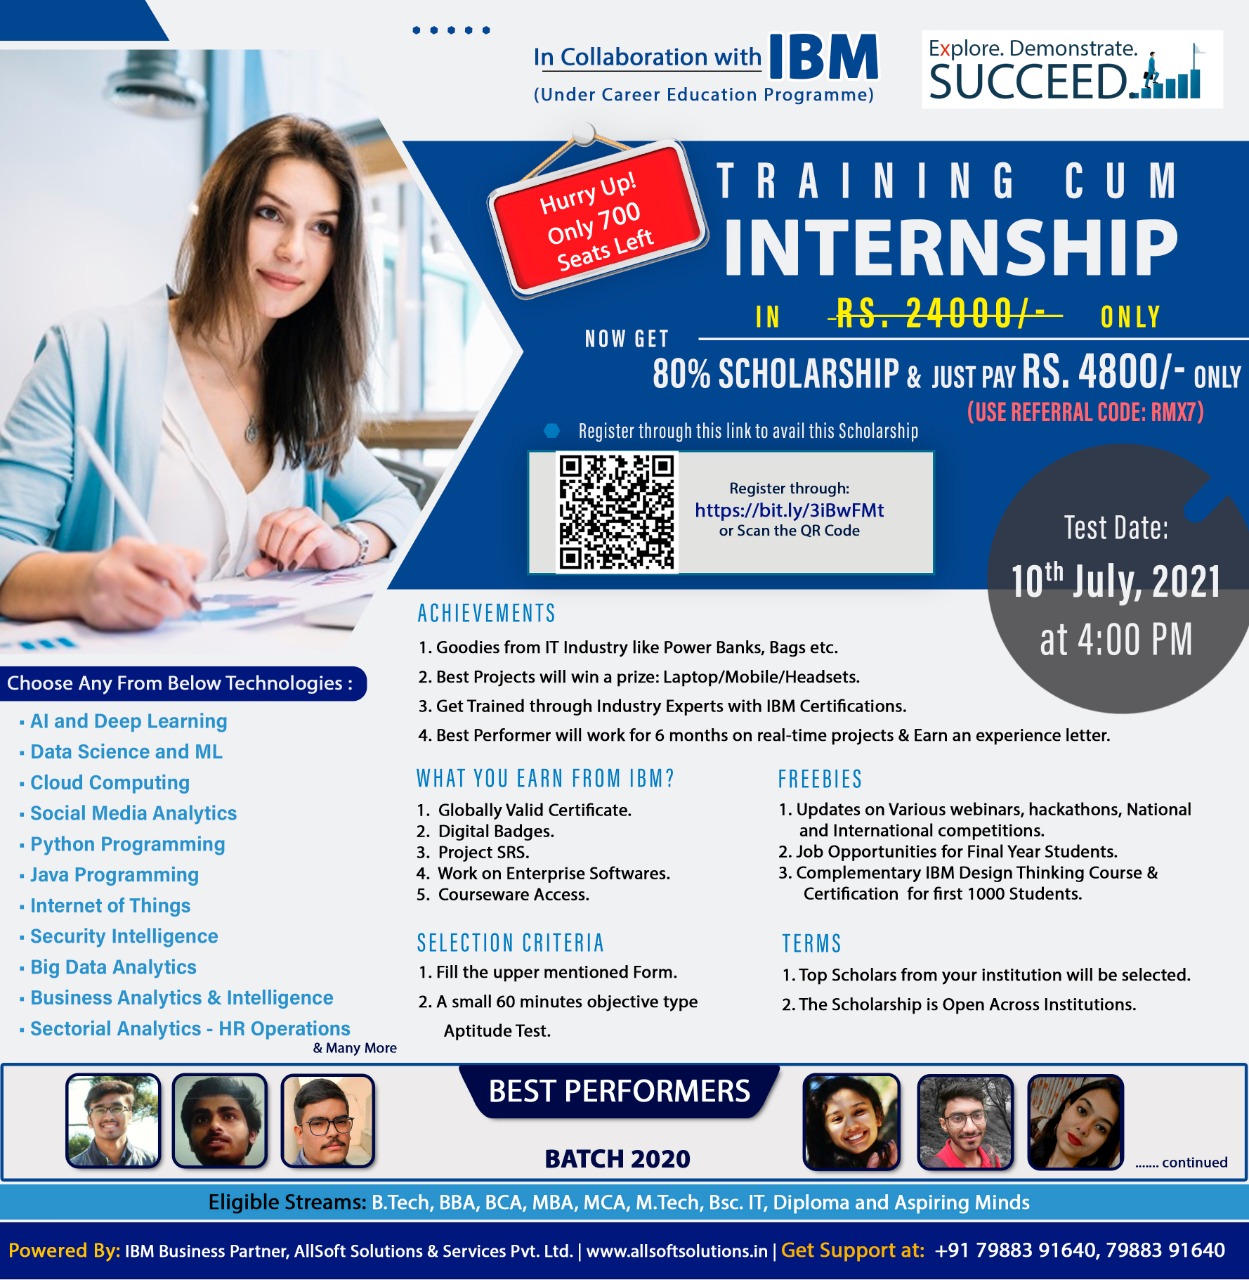 In Collaboration with IBM
(Under Career Education Programme)
Explore. Demonstrate.
SUCCEED.
Hurry Up!
Only 700
Seats Left
TRAINING CUM
INTERNSHIP
IN RS. 24000/- ONLY
NOW GET
80% SCHOLARSHIP & JUST PAY RS. 4800/- ONLY
(USE REFERRAL CODE: RMX7)
Register through this link to avail this Scholarship
Register through:
https://bit.ly/3iBwFMt
or Scan the QR Code
Test Date:
10th July, 2021
at 4:00 PM
ACHIEVEMENTS
1. Goodies from IT Industry like Power Banks, Bags etc.
2. Best Projects will win a prize: Laptop/Mobile/Headsets.
3. Get Trained through Industry Experts with IBM Certifications.
4. Best Performer will work for 6 months on real-time projects & Earn an experience letter.
Choose Any From Below Technologies :
▪ AI and Deep Learning
▪ Data Science and ML
▪ Cloud Computing
▪ Social Media Analytics
▪ Python Programming
▪ Java Programming
▪ Internet of Things
▪ Security Intelligence
▪ Big Data Analytics
▪ Business Analytics & Intelligence
▪ Sectorial Analytics - HR Operations
& Many More
WHAT YOU EARN FROM IBM?
1. Globally Valid Certificate.
2. Digital Badges.
3. Project SRS.
4. Work on Enterprise Softwares.
5. Courseware Access.
FREEBIES
1. Updates on Various webinars, hackathons, National
and International competitions.
2. Job Opportunities for Final Year Students.
3. Complementary IBM Design Thinking Course &
Certification for first 1000 Students.
SELECTION CRITERIA
1. Fill the upper mentioned Form.
2. A small 60 minutes objective type
Aptitude Test.
TERMS
1. Top Scholars from your institution will be selected.
2. The Scholarship is Open Across Institutions.
BEST PERFORMERS
BATCH 2020
....... continued
Eligible Streams: B.Tech, BBA, BCA, MBA, MCA, M.Tech, Bsc. IT, Diploma and Aspiring Minds
Powered By: IBM Business Partner, AllSoft Solutions & Services Pvt. Ltd. | www.allsoftsolutions.in | Get Support at: +91 79883 91640, 79883 91640